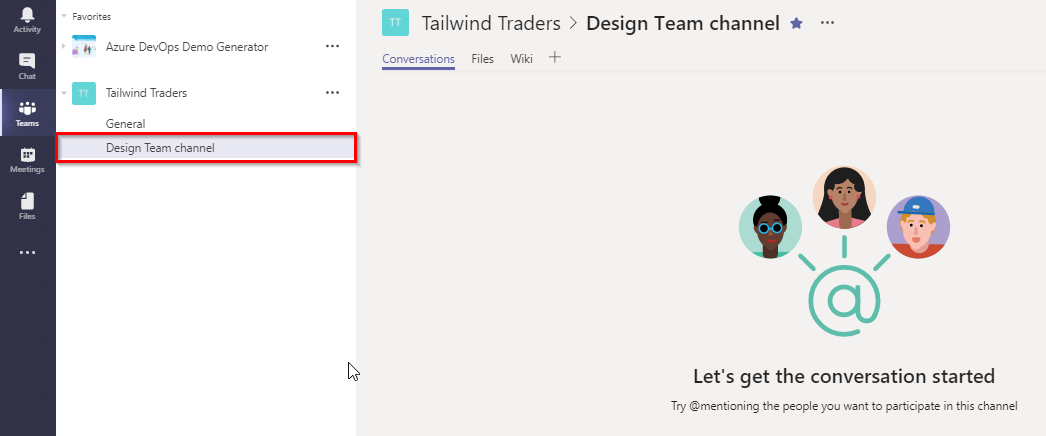 Activity
Chat
Teams
Meetings
Files
Favorites
Azure DevOps Demo Generator
TT Tailwind Traders
General
Design Team channel
TT Tailwind Traders > Design Team channel
Conversations Files Wiki
Let's get the conversation started
Try @mentioning the people you want to participate in this channel